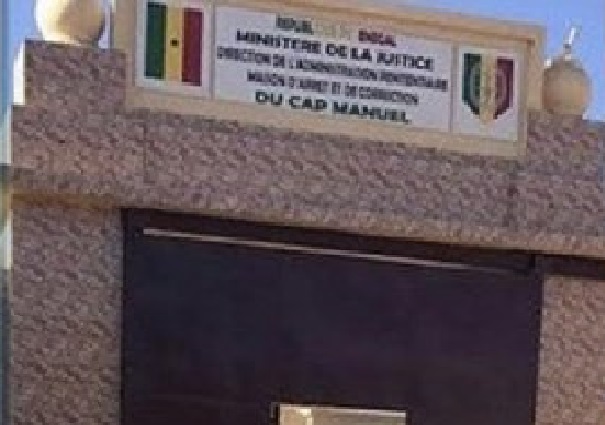 MINISTERE DE LA JUSTICE
DIRECTION DE L'ADMINISTRATION PENITENTIAIRE
MAISON D'ARRET ET DE CORRECTION
DU CAP MANUEL